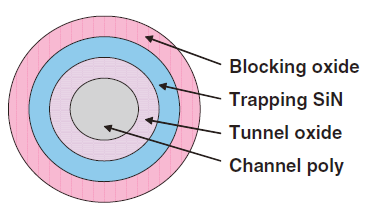 Blocking oxide
Trapping SiN
Tunnel oxide
Channel poly